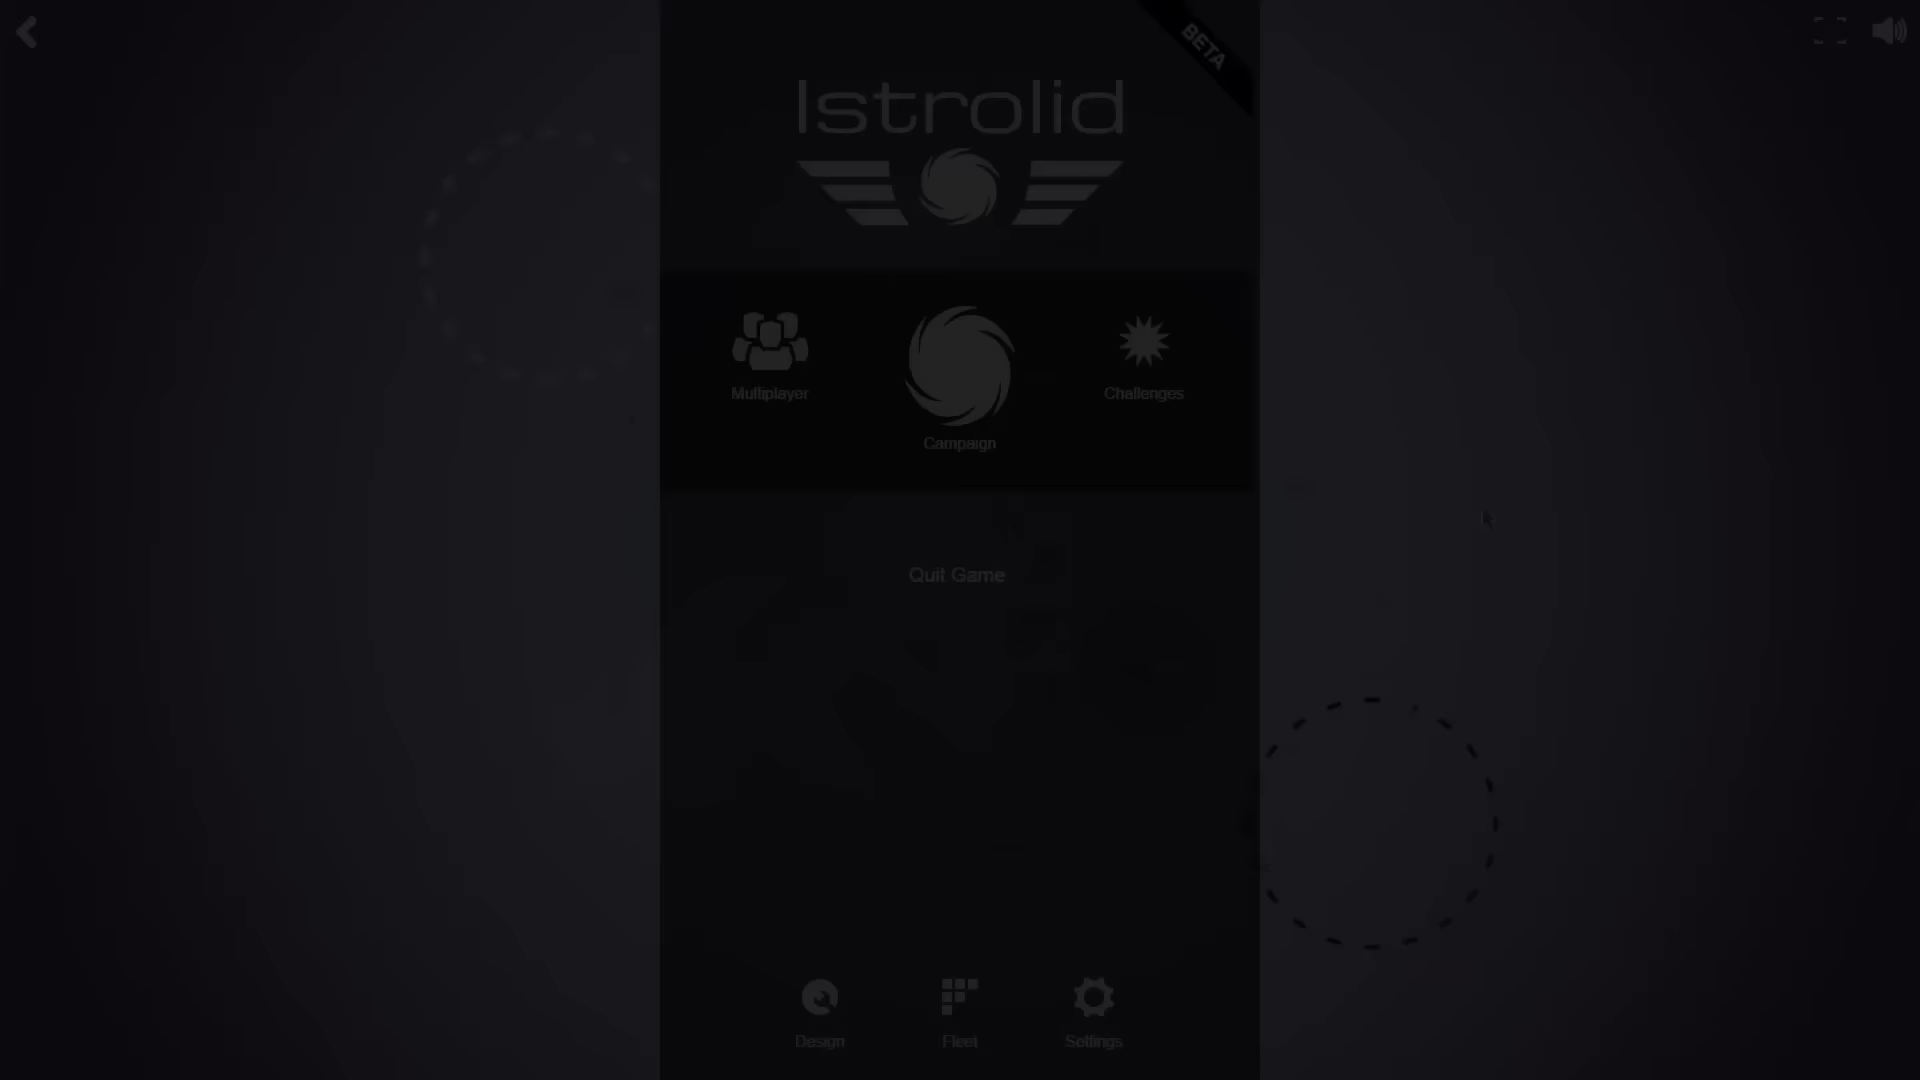 BETA
Istrolid
Multiplayer
Campaign
Challenges
Quit Game
Design
Fleet
Settings